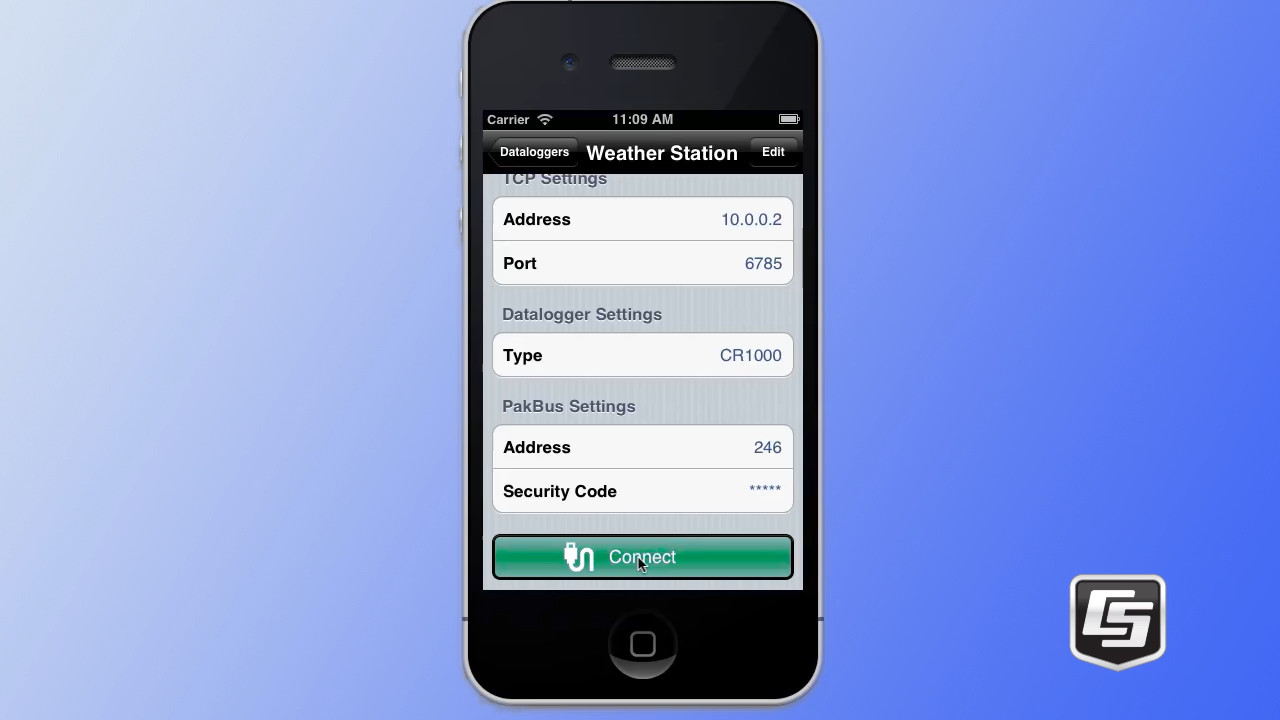 Carrier 11:09 AM
Dataloggers Weather Station Edit
TCP Settings
Address 10.0.0.2
Port 6785
Datalogger Settings
Type CR1000
PakBus Settings
Address 246
Security Code *****
Connect
CS